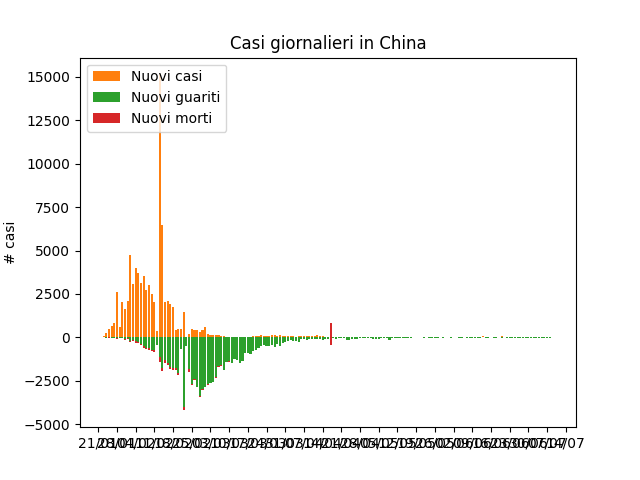 Casi giornalieri in China
# casi
15000
12500
10000
7500
5000
2500
0
−2500
−5000
Nuovi casi
Nuovi guariti
Nuovi morti